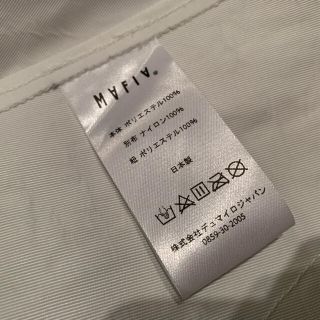 WAFIA
本体 ポリエステル100%
別布 ナイロン100%
紐 ポリエステル100%
日本製
株式会社デュマイロジャパン
0859-30-2005